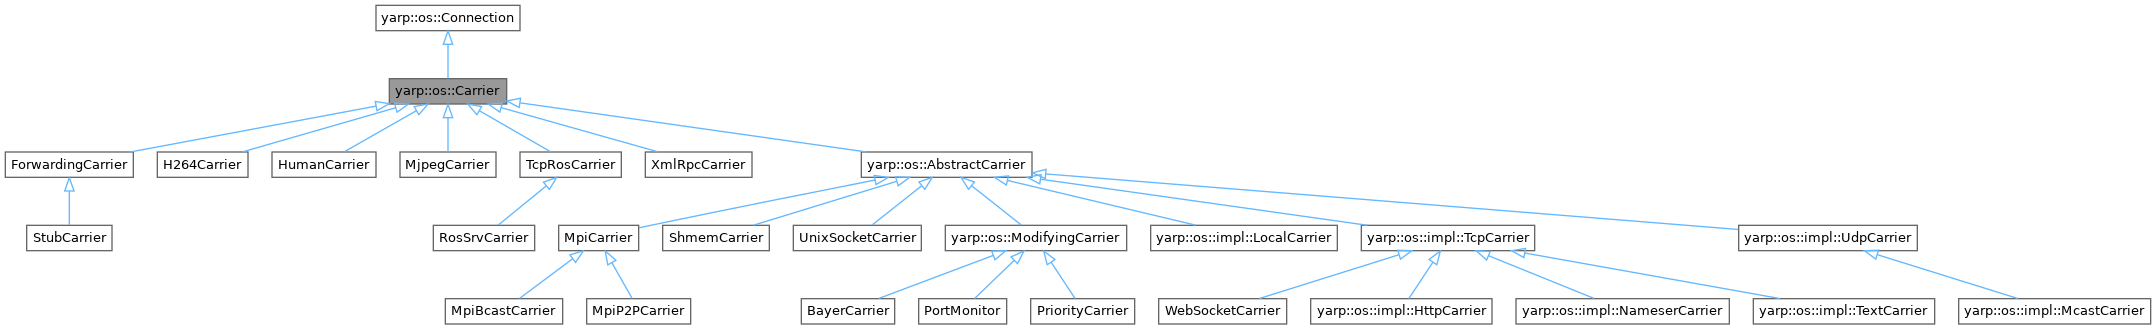 yarp::os::Connection
yarp::os::Carrier
ForwardingCarrier
H264Carrier
HumanCarrier
MjpegCarrier
TcpRosCarrier
XmlRpcCarrier
yarp::os::AbstractCarrier
StubCarrier
RosSrvCarrier
MpiCarrier
ShmemCarrier
UnixSocketCarrier
yarp::os::ModifyingCarrier
yarp::os::impl::LocalCarrier
yarp::os::impl::TcpCarrier
yarp::os::impl::UdpCarrier
MpiBcastCarrier
MpiP2PCarrier
BayerCarrier
PortMonitor
PriorityCarrier
WebSocketCarrier
yarp::os::impl::HttpCarrier
yarp::os::impl::NameserCarrier
yarp::os::impl::TextCarrier
yarp::os::impl::McastCarrier